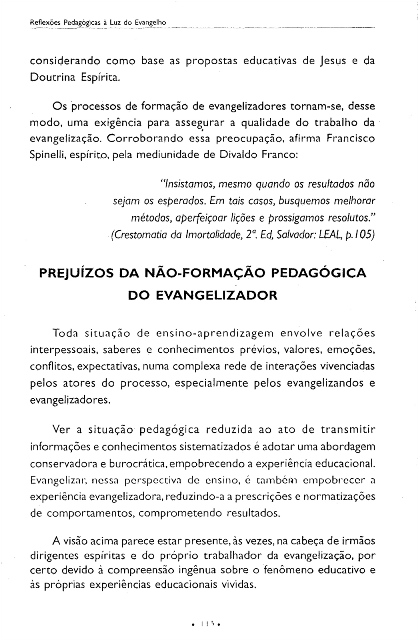 Reflexões Pedagógicas à Luz do Evangelho
considerando como base as propostas educativas de Jesus e da
Doutrina Espírita.
Os processos de formação de evangelizadores tornam-se, desse
modo, uma exigência para assegurar a qualidade do trabalho da
evangelização. Corroborando essa preocupação, afirma Francisco
Spinelli, espírito, pela mediunidade de Divaldo Franco:
"Insistamos, mesmo quando os resultados não
sejam os esperados. Em tais casos, busquemos melhorar
métodos, aperfeiçoar lições e prossigamos resolutos."
(Crestomatia da Imortalidade, 2ª. Ed, Salvador: LEAL, p.105)
PREJUÍZOS DA NÃO-FORMAÇÃO PEDAGÓGICA
DO EVANGELIZADOR
Toda situação de ensino-aprendizagem envolve relações
interpessoais, saberes e conhecimentos prévios, valores, emoções,
conflitos, expectativas, numa complexa rede de interações vivenciadas
pelos atores do processo, especialmente pelos evangelizandos e
evangelizadores.
Ver a situação pedagógica reduzida ao ato de transmitir
informações e conhecimentos sistematizados é adotar uma abordagem
conservadora e burocrática, empobrecendo a experiência educacional.
Evangelizar, nessa perspectiva de ensino, é também empobrecer a
experiência evangelizadora, reduzindo-a a prescrições e normatizações
de comportamentos, comprometendo resultados.
A visão acima parece estar presente, às vezes, na cabeça de irmãos
dirigentes espíritas e do próprio trabalhador da evangelização, por
certo devido à compreensão ingênua sobre o fenômeno educativo e
às próprias experiências educacionais vividas.